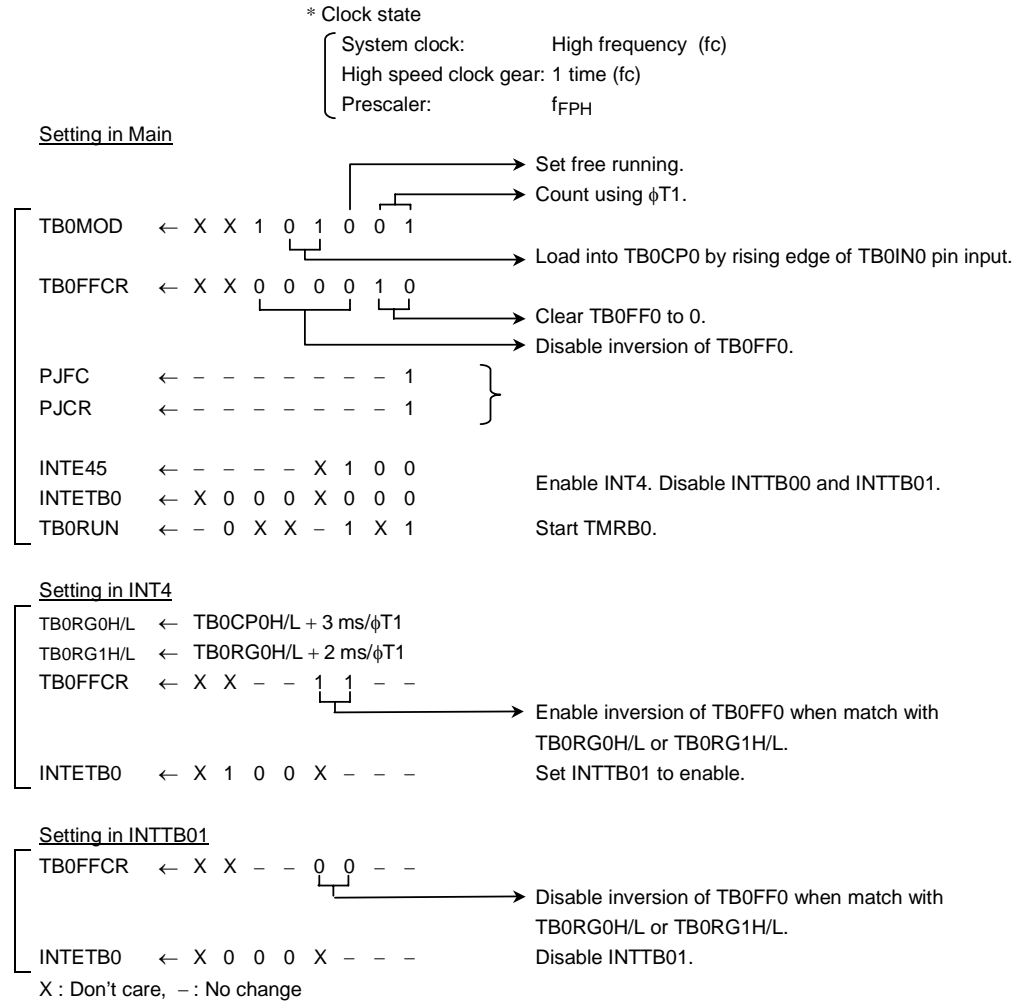 * Clock state
System clock: High frequency (fc)
High speed clock gear: 1 time (fc)
Prescaler: fFPH
Setting in Main
Set free running.
Count using ϕT1.
TB0MOD ← X X 1 0 1 0 0 1
Load into TB0CP0 by rising edge of TB0IN0 pin input.
TB0FFCR ← X X 0 0 0 0 1 0
Clear TB0FF0 to 0.
Disable inversion of TB0FF0.
PJFC ← – – – – – – – 1
PJCR ← – – – – – – – 1
INTE45 ← – – – – X 1 0 0
Enable INT4. Disable INTTB00 and INTTB01.
INTETB0 ← X 0 0 0 X 0 0 0
TB0RUN ← – 0 X X – 1 X 1 Start TMRB0.
Setting in INT4
TB0RG0H/L ← TB0CP0H/L + 3 ms/ϕT1
TB0RG1H/L ← TB0RG0H/L + 2 ms/ϕT1
TB0FFCR ← X X – – 1 1 – –
Enable inversion of TB0FF0 when match with
TB0RG0H/L or TB0RG1H/L.
INTETB0 ← X 1 0 0 X – – – Set INTTB01 to enable.
Setting in INTTB01
TB0FFCR ← X X – – 0 0 – –
Disable inversion of TB0FF0 when match with
TB0RG0H/L or TB0RG1H/L.
INTETB0 ← X 0 0 0 X – – – Disable INTTB01.
X : Don't care, – : No change